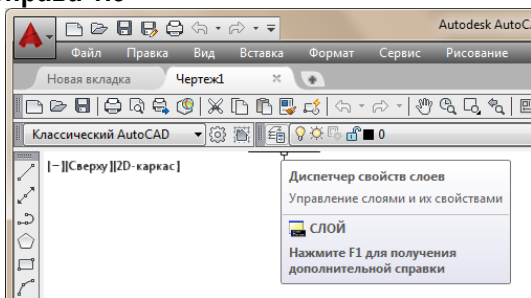 Autodesk AutoC
Файл Правка Вид Вставка Формат Сервис Рисование
Новая вкладка Чертеж1
Классический AutoCAD 0
[−][Сверху][2D-каркас]
Диспетчер свойств слоев
Управление слоями и их свойствами
СЛОЙ
Нажмите F1 для получения
дополнительной справки